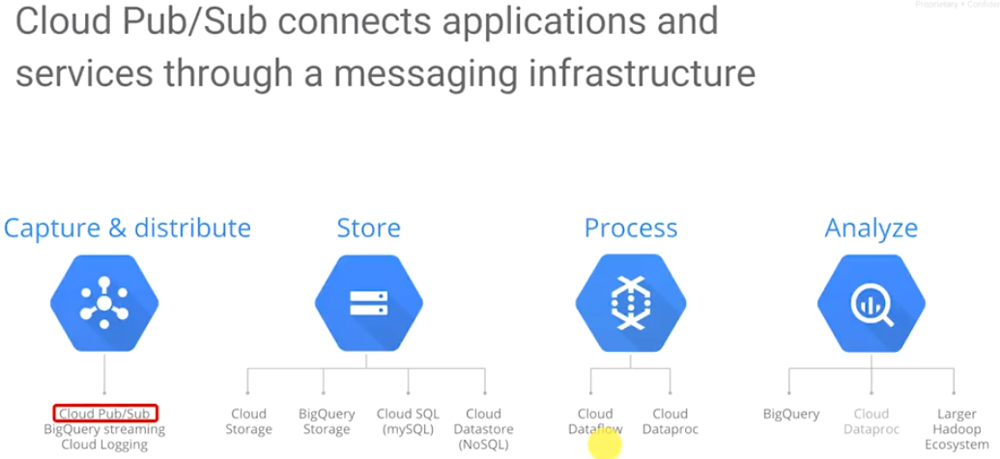 Proprietary + Confiden
Cloud Pub/Sub connects applications and
services through a messaging infrastructure
Capture & distribute
Store
Process
Analyze
Cloud Pub/Sub
BigQuery streaming
Cloud Logging
Cloud
Storage
BigQuery
Storage
Cloud SQL
(mySQL)
Cloud
Datastore
(NoSQL)
Cloud
Dataflow
Cloud
Dataproc
BigQuery
Cloud
Dataproc
Larger
Hadoop
Ecosystem